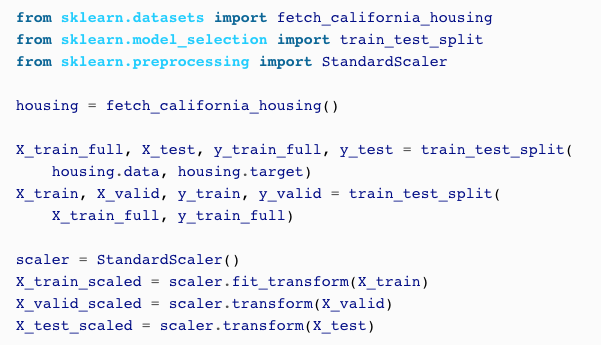 from sklearn.datasets import fetch_california_housing
from sklearn.model_selection import train_test_split
from sklearn.preprocessing import StandardScaler

housing = fetch_california_housing()

X_train_full, X_test, y_train_full, y_test = train_test_split(
    housing.data, housing.target)
X_train, X_valid, y_train, y_valid = train_test_split(
    X_train_full, y_train_full)

scaler = StandardScaler()
X_train_scaled = scaler.fit_transform(X_train)
X_valid_scaled = scaler.transform(X_valid)
X_test_scaled = scaler.transform(X_test)